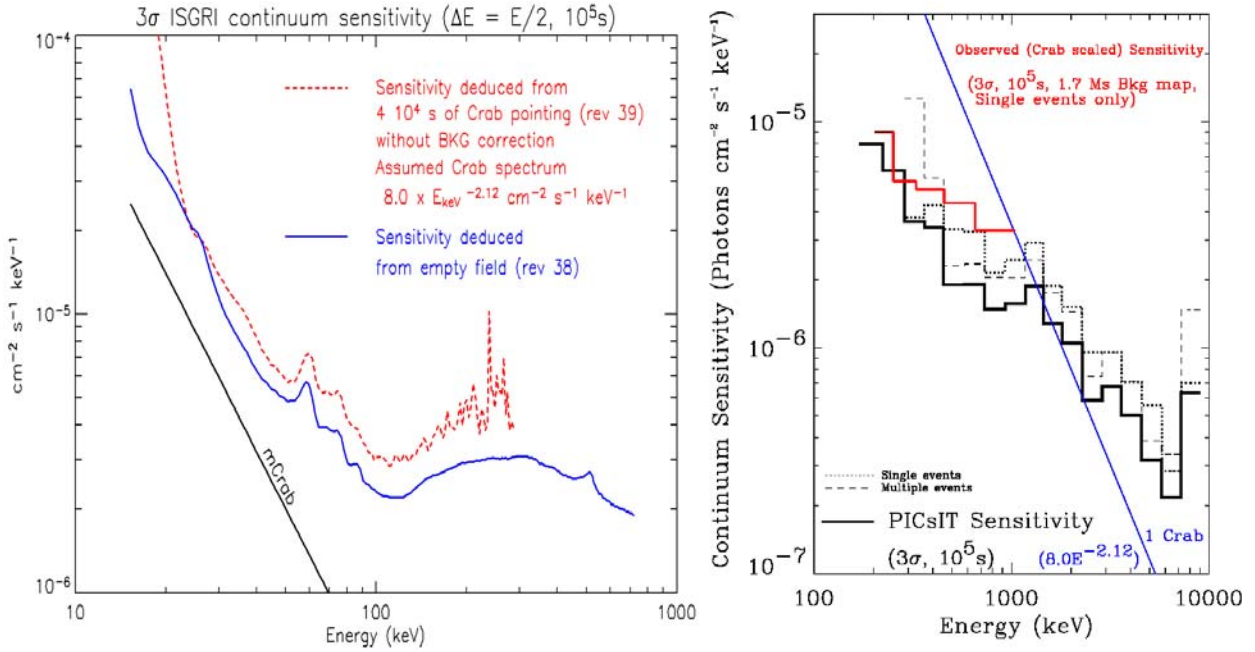 3σ ISGRI continuum sensitivity (ΔE = E/2, 10⁵s)
10⁻⁴
10⁻⁵
10⁻⁶
cm⁻² s⁻¹ keV⁻¹
Sensitivity deduced from
4 10⁴ s of Crab pointing (rev 39)
without BKG correction
Assumed Crab spectrum
8.0 x E_keV ⁻²·¹² cm⁻² s⁻¹ keV⁻¹
Sensitivity deduced
from empty field (rev 38)
mCrab
10
100
1000
Energy (keV)
Continuum Sensitivity (Photons cm⁻² s⁻¹ keV⁻¹)
10⁻⁵
10⁻⁶
10⁻⁷
Observed (Crab scaled) Sensitivity
(3σ, 10⁵s, 1.7 Ms Bkg map,
Single events only)
Single events
Multiple events
PICsIT Sensitivity
(3σ, 10⁵s)
1 Crab
(8.0E⁻²·¹²)
100
1000
10000
Energy (keV)